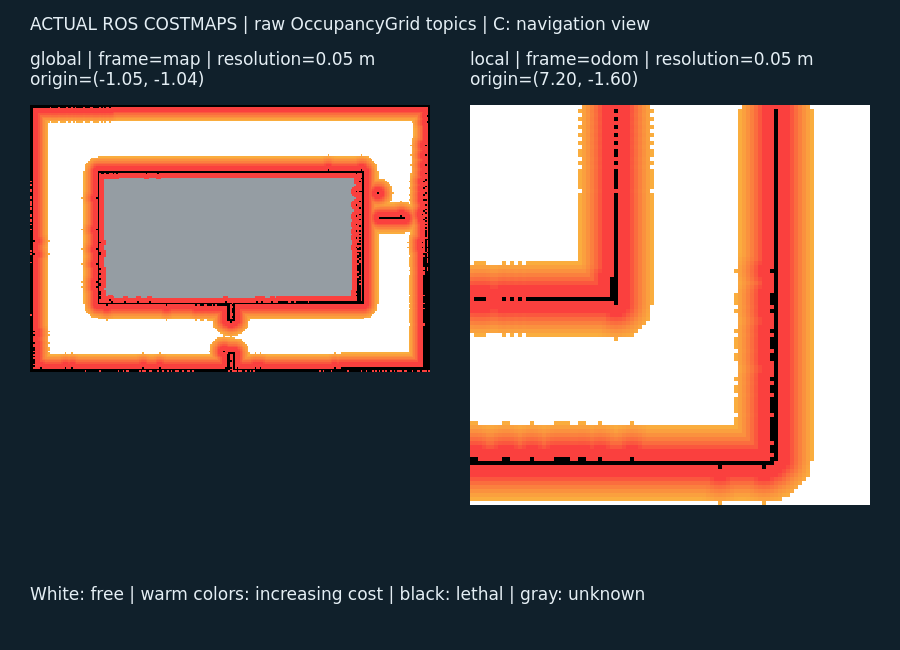 ACTUAL ROS COSTMAPS | raw OccupancyGrid topics | C: navigation view
global | frame=map | resolution=0.05 m
origin=(-1.05, -1.04)
local | frame=odom | resolution=0.05 m
origin=(7.20, -1.60)
White: free | warm colors: increasing cost | black: lethal | gray: unknown